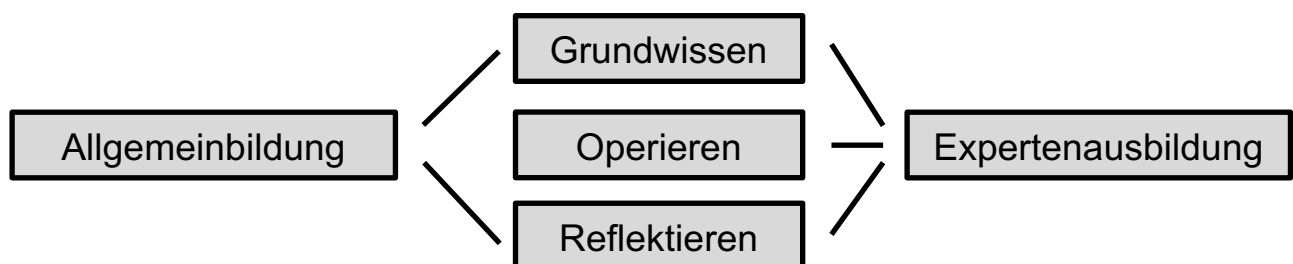 Grundwissen
Allgemeinbildung
Operieren
Expertenausbildung
Reflektieren